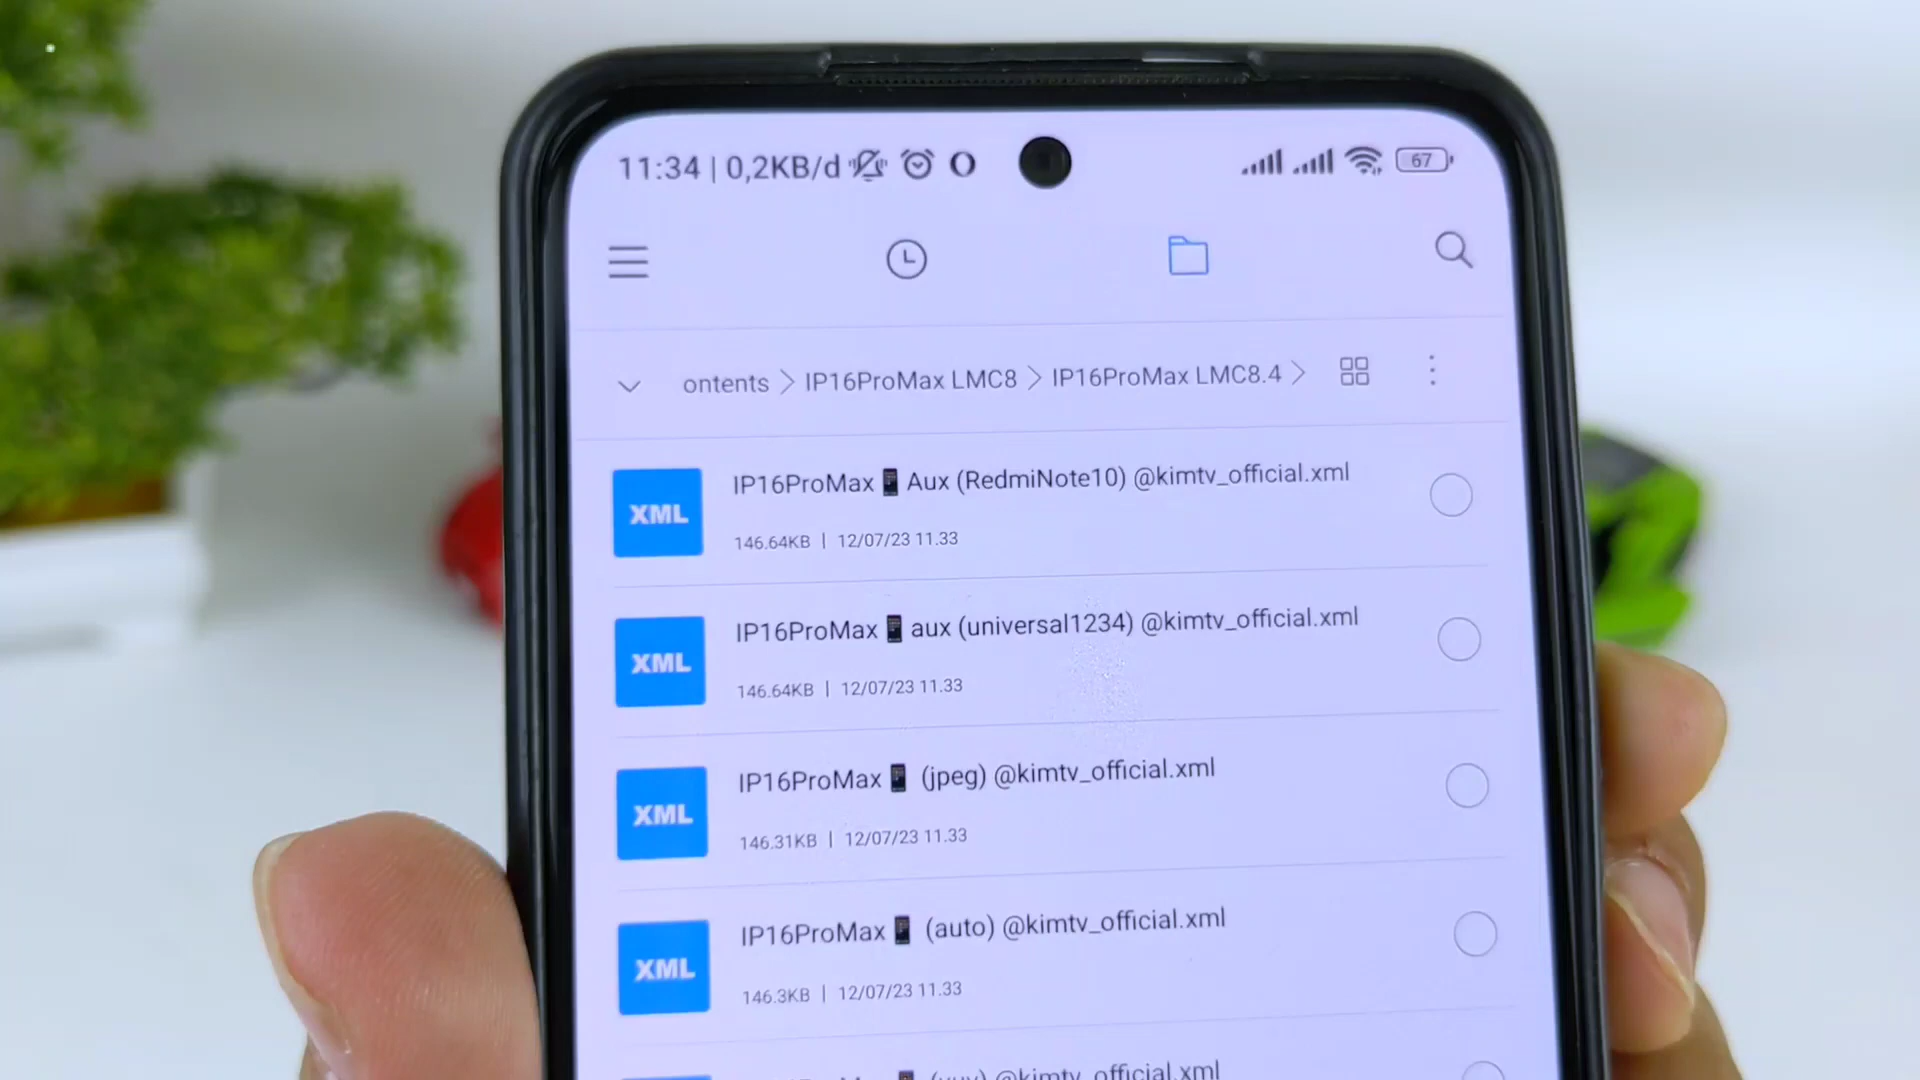 11:34 | 0,2KB/d
67
ontents > IP16ProMax LMC8 > IP16ProMax LMC8.4 >
XML
IP16ProMax📱Aux (RedmiNote10) @kimtv_official.xml
146.64KB | 12/07/23 11.33
XML
IP16ProMax📱aux (universal1234) @kimtv_official.xml
146.64KB | 12/07/23 11.33
XML
IP16ProMax📱 (jpeg) @kimtv_official.xml
146.31KB | 12/07/23 11.33
XML
IP16ProMax📱 (auto) @kimtv_official.xml
146.3KB | 12/07/23 11.33
@kimtv_official.xml